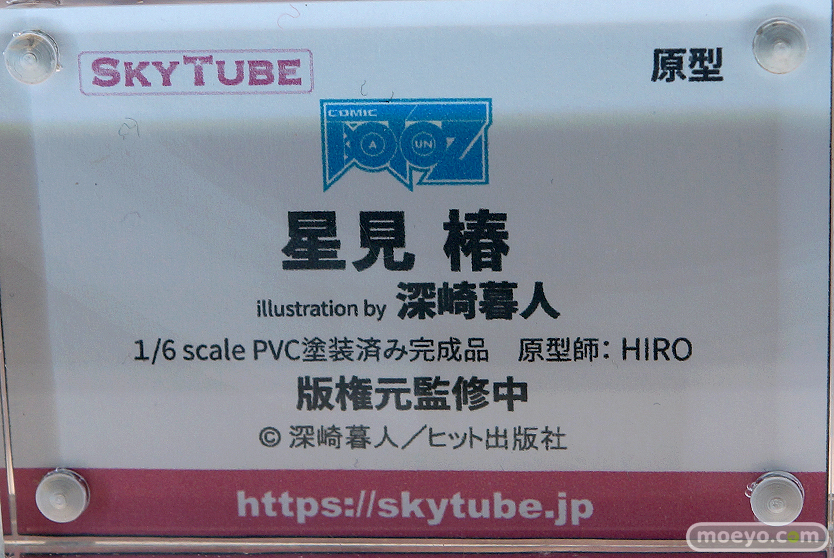 SKYTUBE
原型
COMIC
A UN
星見 椿
illustration by 深崎暮人
1/6 scale PVC塗装済み完成品 原型師：HIRO
版権元監修中
© 深崎暮人／ヒット出版社
https://skytube.jp
moeyo.com